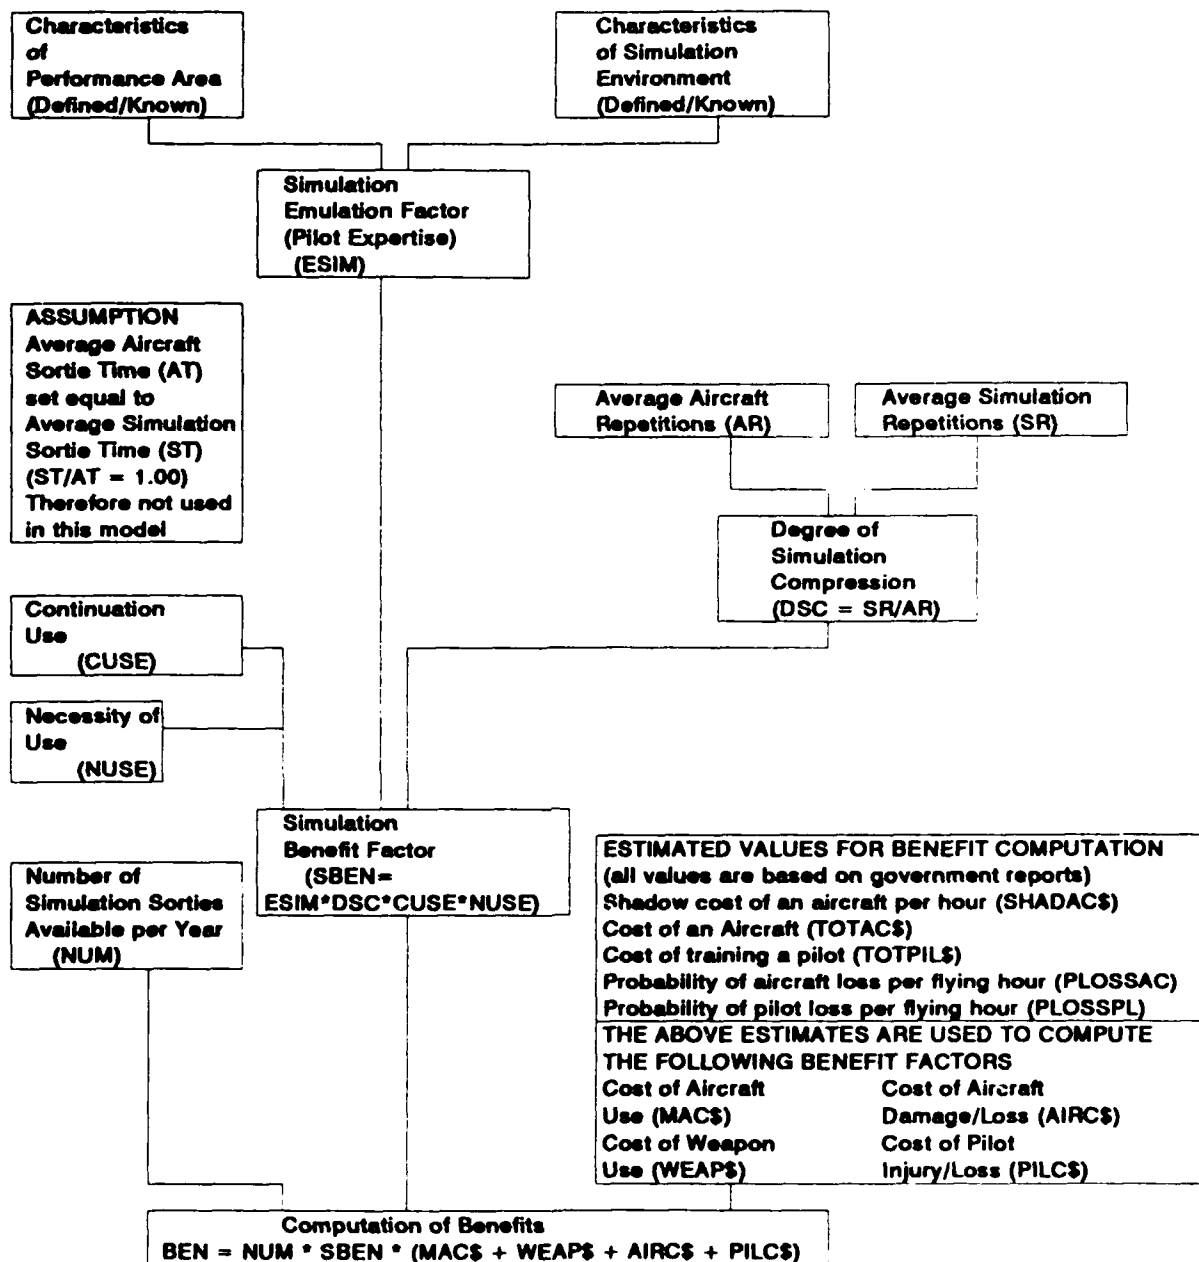 Characteristics
of
Performance Area
(Defined/Known)
Characteristics
of Simulation
Environment
(Defined/Known)
Simulation
Emulation Factor
(Pilot Expertise)
(ESIM)
ASSUMPTION
Average Aircraft
Sortie Time (AT)
set equal to
Average Simulation
Sortie Time (ST)
(ST/AT = 1.00)
Therefore not used
in this model
Average Aircraft
Repetitions (AR)
Average Simulation
Repetitions (SR)
Degree of
Simulation
Compression
(DSC = SR/AR)
Continuation
Use
(CUSE)
Necessity of
Use
(NUSE)
Simulation
Benefit Factor
(SBEN=
ESIM*DSC*CUSE*NUSE)
Number of
Simulation Sorties
Available per Year
(NUM)
ESTIMATED VALUES FOR BENEFIT COMPUTATION
(all values are based on government reports)
Shadow cost of an aircraft per hour (SHADAC$)
Cost of an Aircraft (TOTAC$)
Cost of training a pilot (TOTPIL$)
Probability of aircraft loss per flying hour (PLOSSAC)
Probability of pilot loss per flying hour (PLOSSPL)
THE ABOVE ESTIMATES ARE USED TO COMPUTE
THE FOLLOWING BENEFIT FACTORS
Cost of Aircraft
Use (MAC$)
Cost of Weapon
Use (WEAP$)
Cost of Aircraft
Damage/Loss (AIRC$)
Cost of Pilot
Injury/Loss (PILC$)
Computation of Benefits
BEN = NUM * SBEN * (MAC$ + WEAP$ + AIRC$ + PILC$)